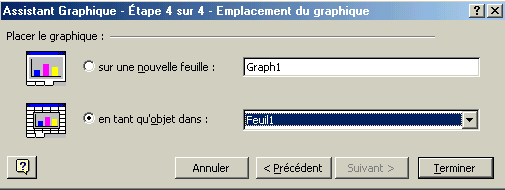 Assistant Graphique - Étape 4 sur 4 - Emplacement du graphique
Placer le graphique :
sur une nouvelle feuille : Graph1
en tant qu'objet dans : Feuil1
Annuler < Précédent Suivant > Terminer